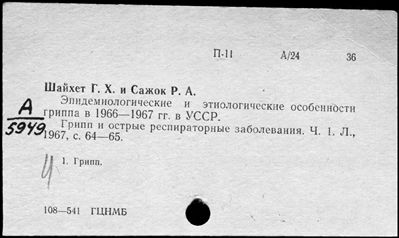 П-11 А/24 36
Шайхет Г. Х. и Сажок Р. А.
Эпидемиологические и этнологические особенности
гриппа в 1966—1967 гг. в УССР.
А
5949
Грипп и острые респираторные заболевания. Ч. 1. Л.,
1967, с. 64—65.
1. Грипп.
108—541 ГЦНМБ